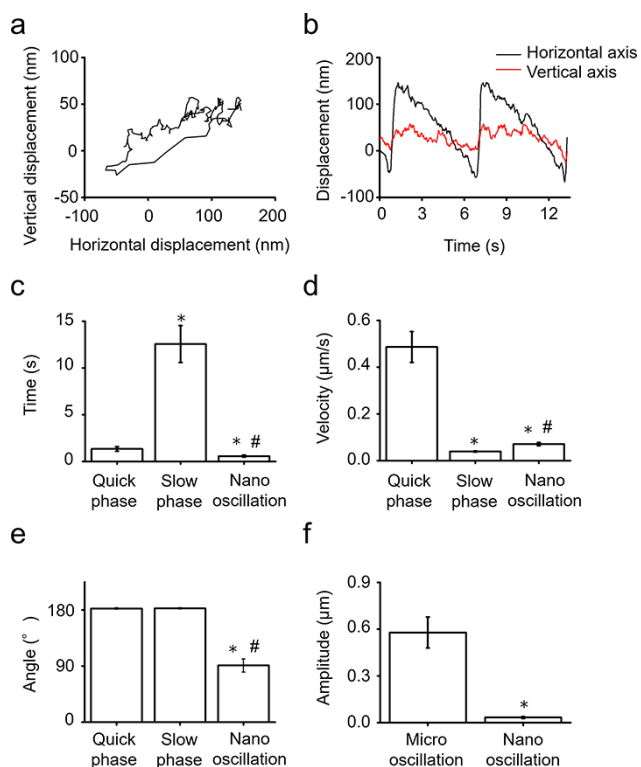 a
Vertical displacement (nm)
100
50
0
-50
-100
0
100
200
Horizontal displacement (nm)
b
Horizontal axis
Vertical axis
Displacement (nm)
200
100
0
-100
0
3
6
9
12
Time (s)
c
Time (s)
15
10
5
0
*
* #
Quick
phase
Slow
phase
Nano
oscillation
d
Velocity (μm/s)
0.6
0.4
0.2
0.0
*
* #
Quick
phase
Slow
phase
Nano
oscillation
e
Angle (°)
180
90
0
* #
Quick
phase
Slow
phase
Nano
oscillation
f
Amplitude (μm)
0.9
0.6
0.3
0.0
*
Micro
oscillation
Nano
oscillation